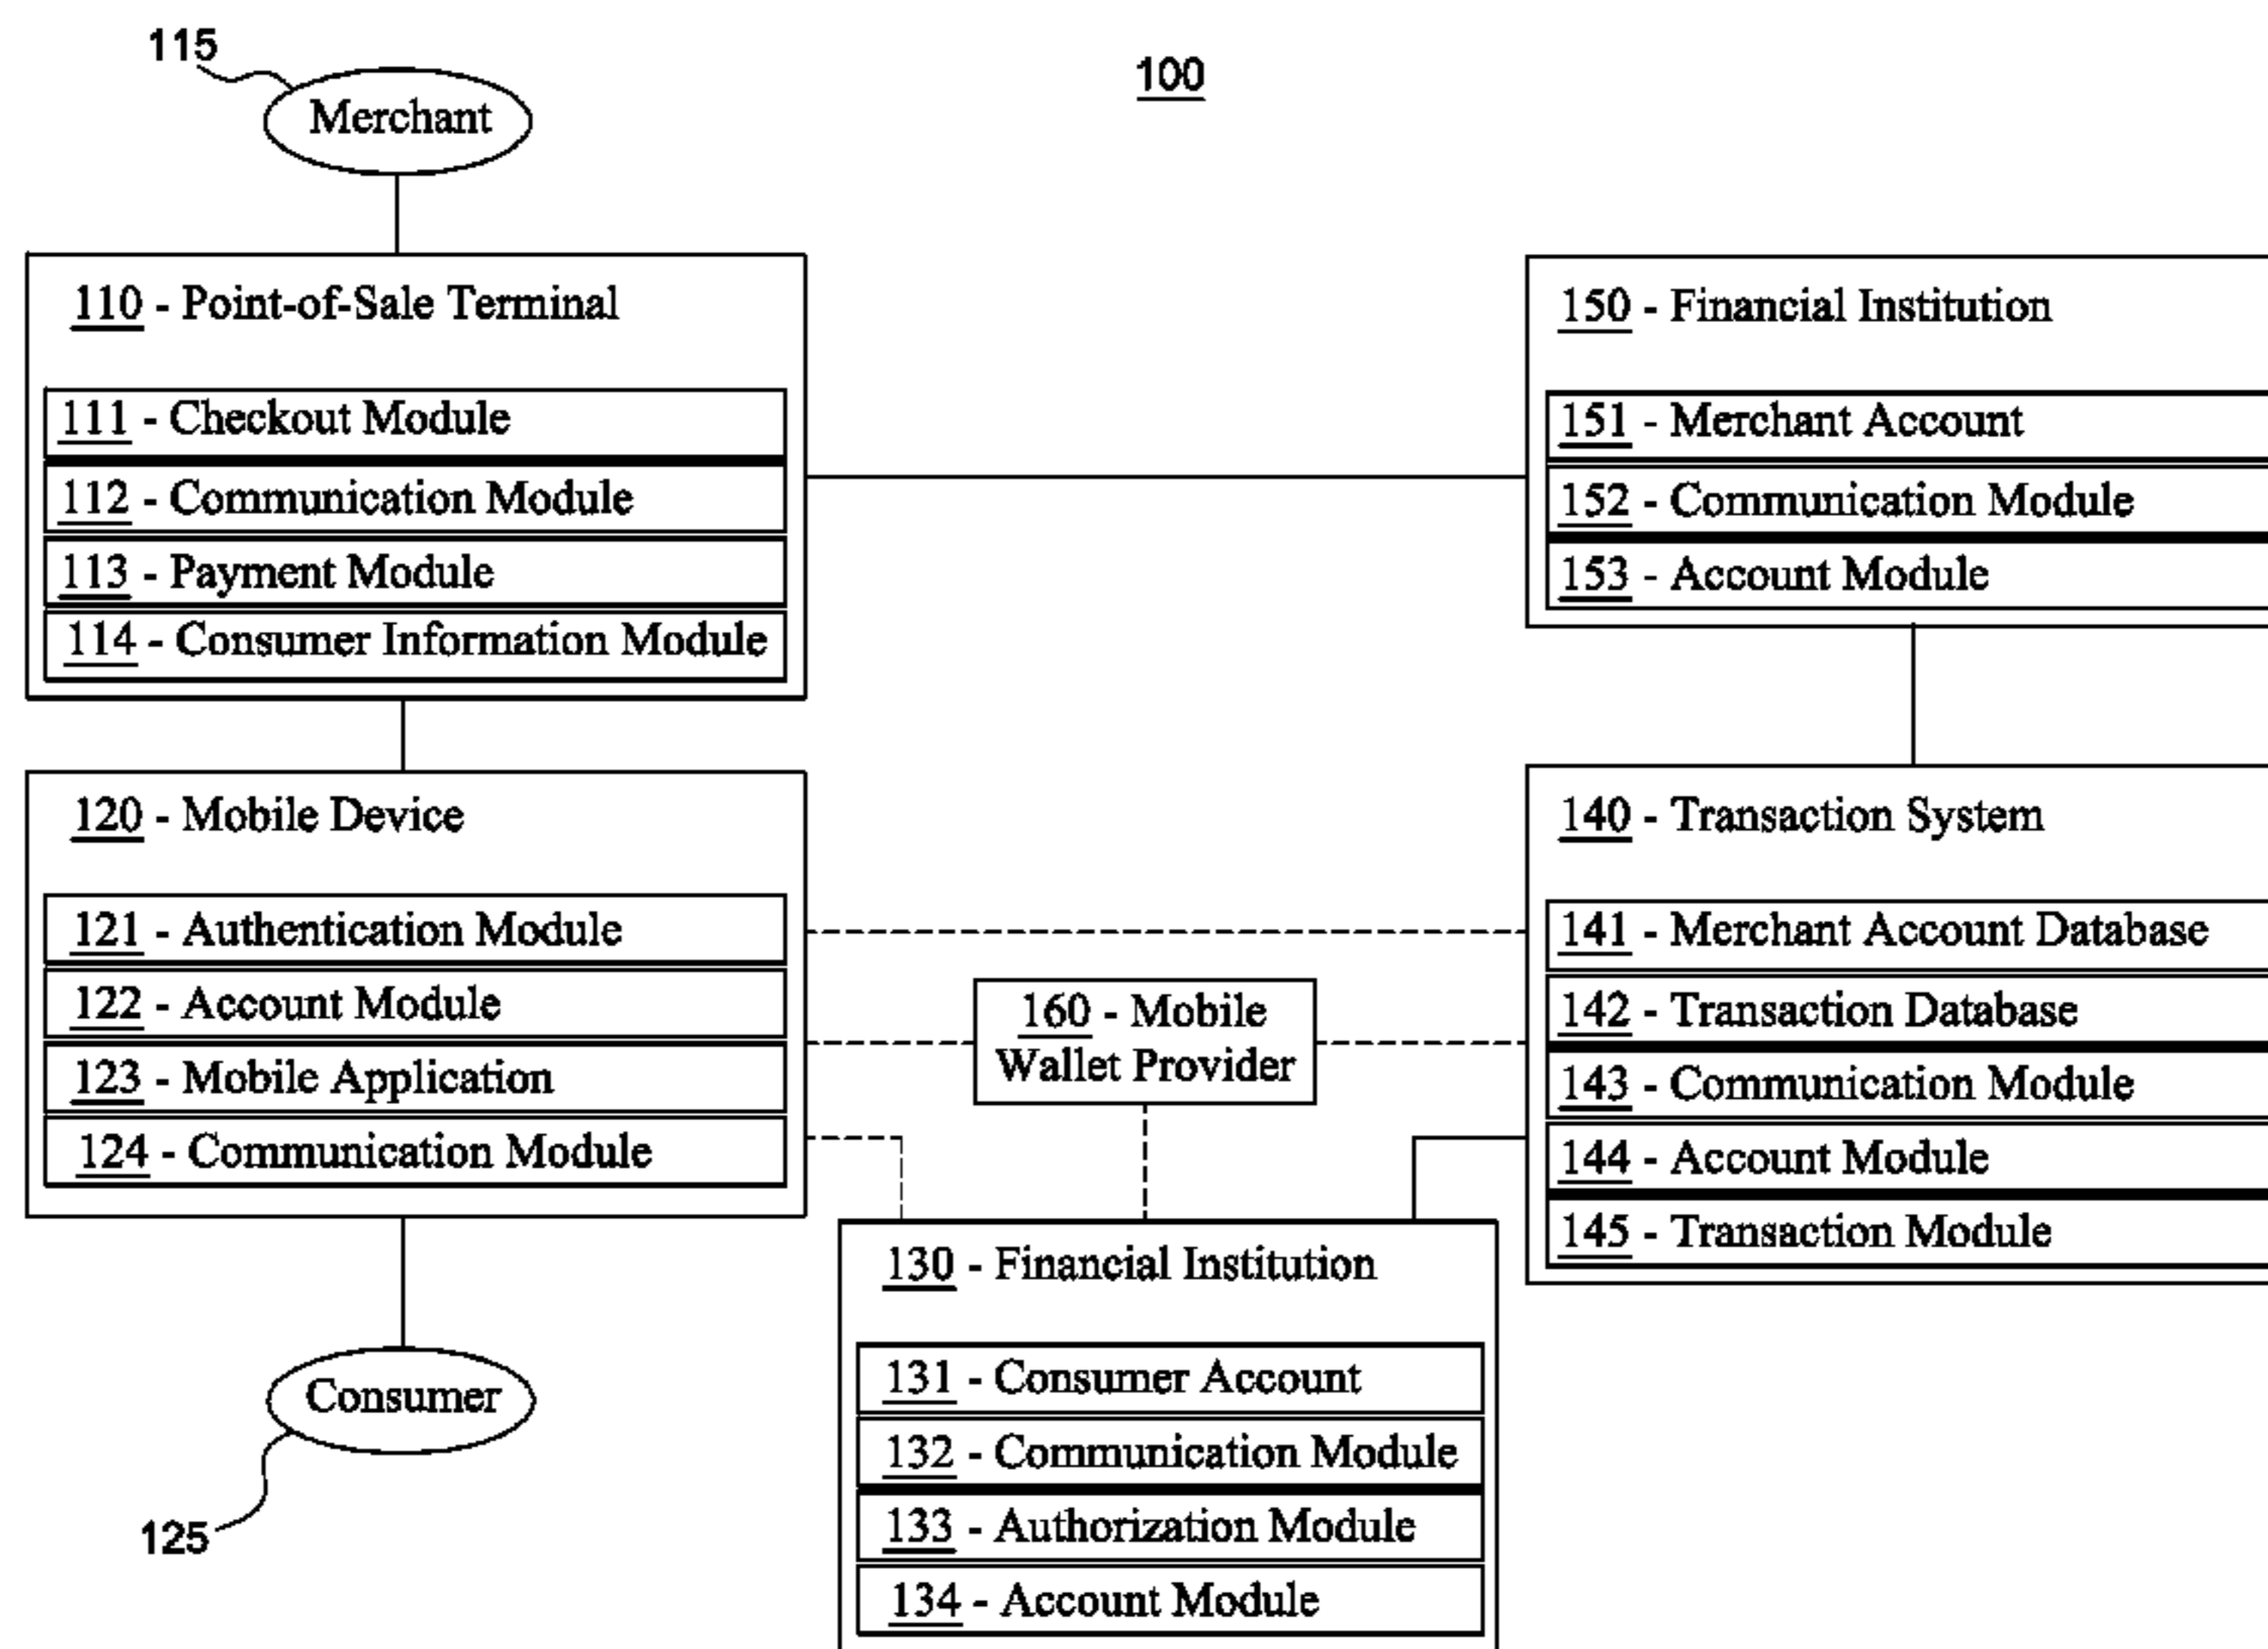 115
Merchant
100
110 - Point-of-Sale Terminal
111 - Checkout Module
112 - Communication Module
113 - Payment Module
114 - Consumer Information Module
150 - Financial Institution
151 - Merchant Account
152 - Communication Module
153 - Account Module
120 - Mobile Device
121 - Authentication Module
122 - Account Module
123 - Mobile Application
124 - Communication Module
160 - Mobile
Wallet Provider
140 - Transaction System
141 - Merchant Account Database
142 - Transaction Database
143 - Communication Module
144 - Account Module
145 - Transaction Module
Consumer
125
130 - Financial Institution
131 - Consumer Account
132 - Communication Module
133 - Authorization Module
134 - Account Module